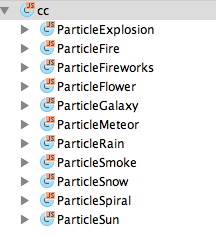 cc
ParticleExplosion
ParticleFire
ParticleFireworks
ParticleFlower
ParticleGalaxy
ParticleMeteor
ParticleRain
ParticleSmoke
ParticleSnow
ParticleSpiral
ParticleSun